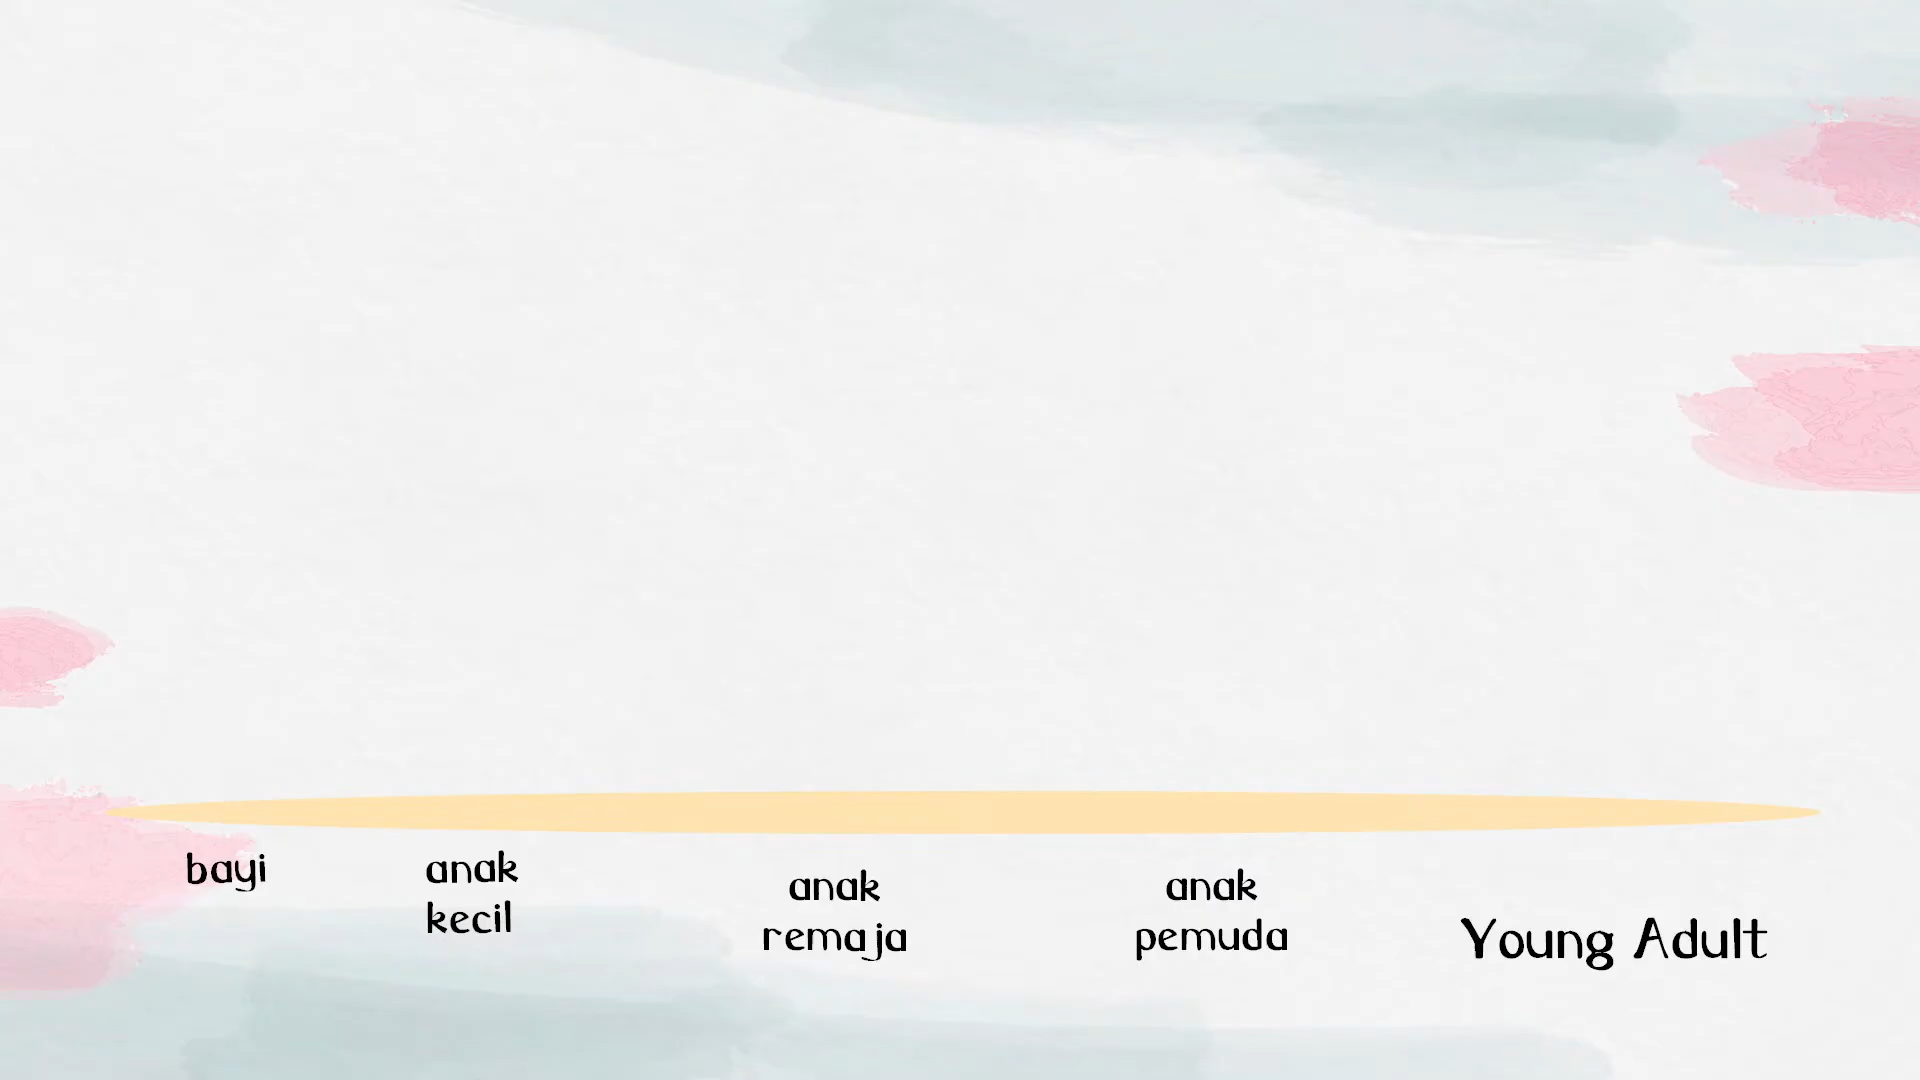 bayi
anak
kecil
anak
remaja
anak
pemuda
Young Adult